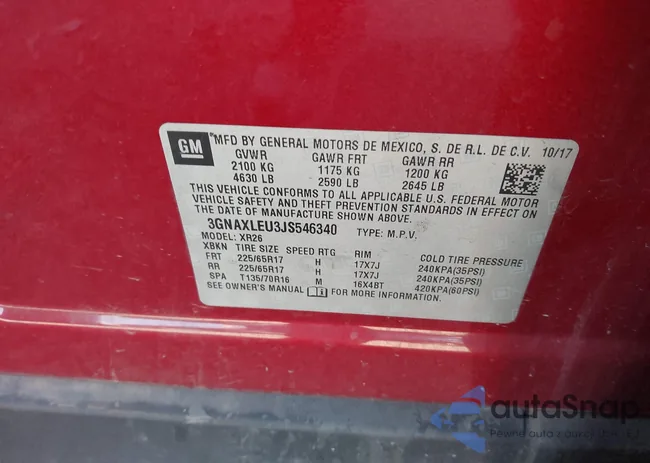 GM
MFD BY GENERAL MOTORS DE MEXICO, S. DE R.L. DE C.V. 10/17
GVWR GAWR FRT GAWR RR
2100 KG 1175 KG 1200 KG
4630 LB 2590 LB 2645 LB
THIS VEHICLE CONFORMS TO ALL APPLICABLE U.S. FEDERAL MOTOR
VEHICLE SAFETY AND THEFT PREVENTION STANDARDS IN EFFECT ON
THE DATE OF MANUFACTURE SHOWN ABOVE.
3GNAXLEU3JS546340 TYPE: M.P.V.
MODEL: XR26
XBKN TIRE SIZE SPEED RTG RIM COLD TIRE PRESSURE
FRT 225/65R17 H 17X7J 240KPA(35PSI)
RR 225/65R17 H 17X7J 240KPA(35PSI)
SPA T135/70R16 M 16X4BT 420KPA(60PSI)
SEE OWNER'S MANUAL i FOR MORE INFORMATION.
autaSnap
Pewne auta z